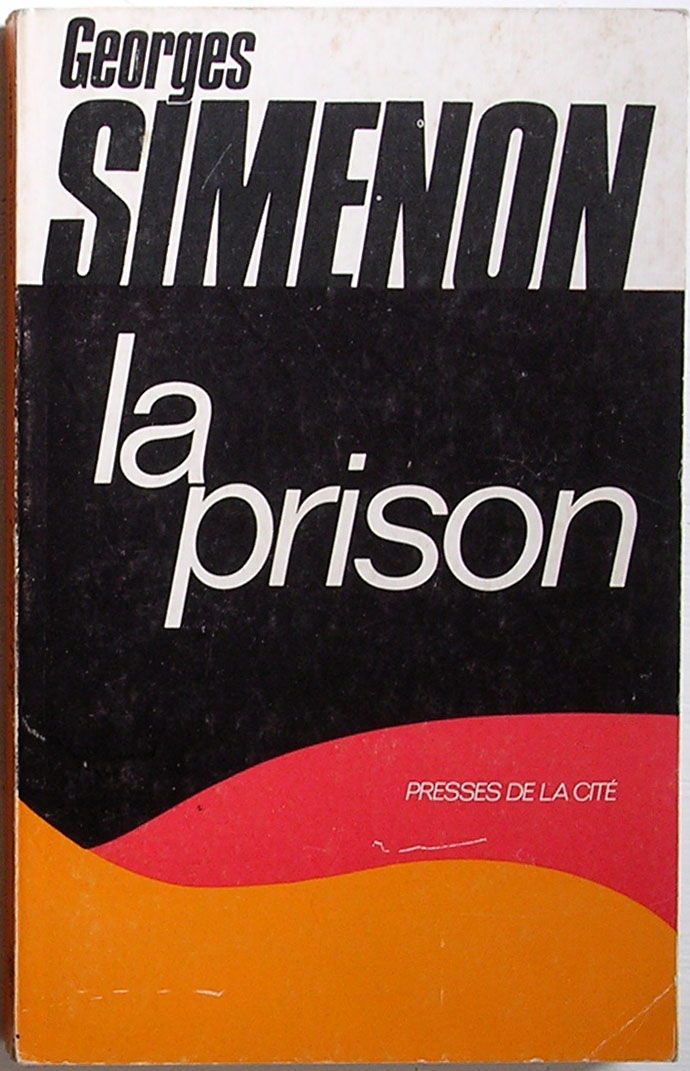 Georges
SIMENON
la
prison
PRESSES DE LA CITÉ